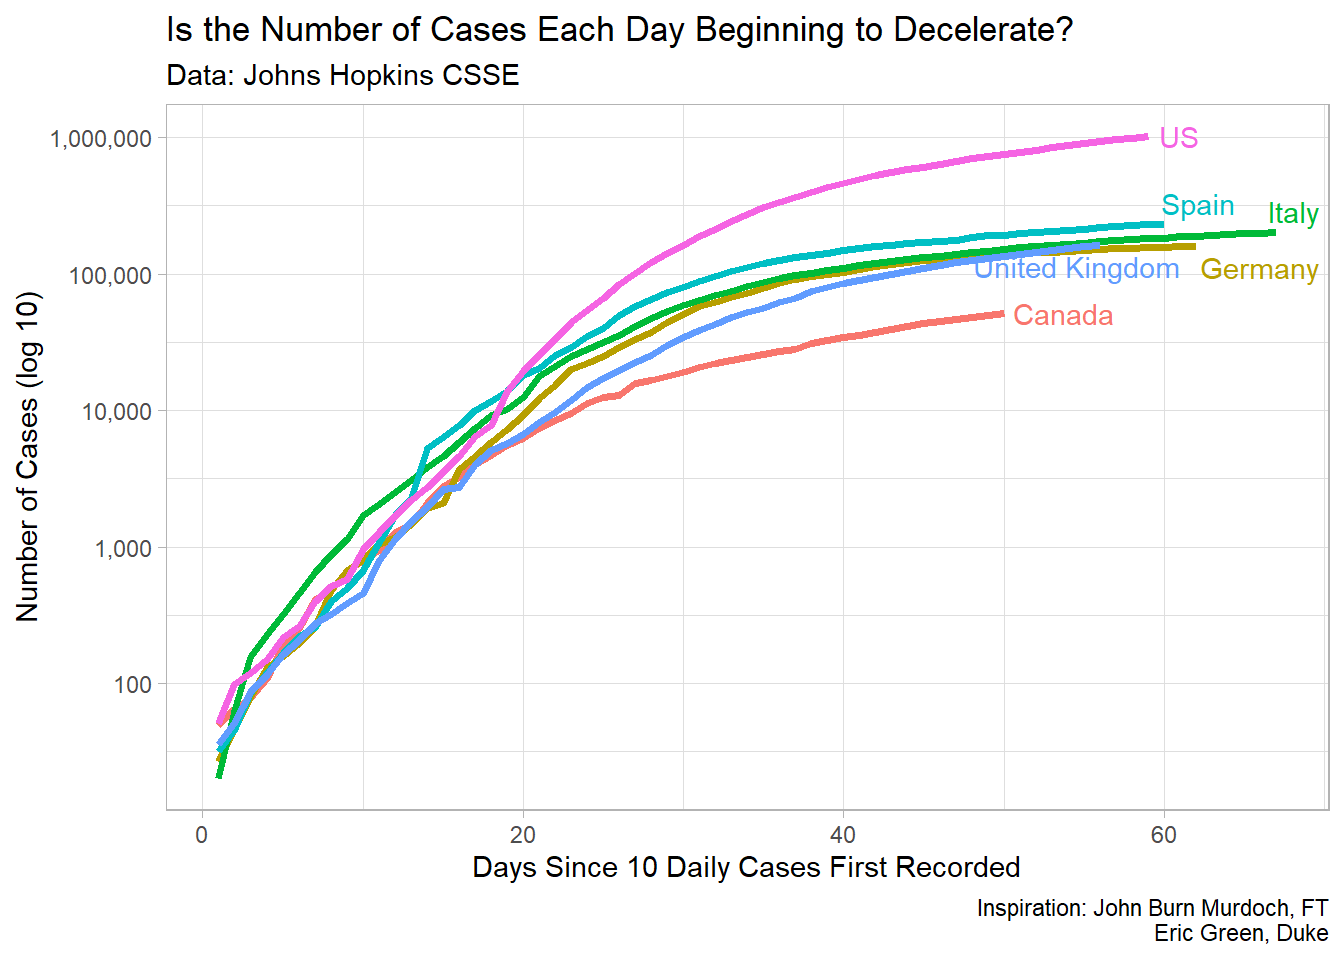 Is the Number of Cases Each Day Beginning to Decelerate?
Data: Johns Hopkins CSSE
Number of Cases (log 10)
1,000,000
100,000
10,000
1,000
100
US
Spain
Italy
United Kingdom
Germany
Canada
0
20
40
60
Days Since 10 Daily Cases First Recorded
Inspiration: John Burn Murdoch, FT
Eric Green, Duke